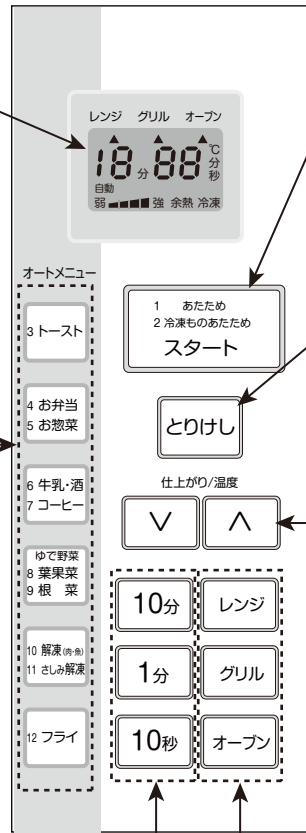 レンジ グリル オーブン
18分88℃分秒
自動
弱 強 余熱 冷凍
オートメニュー
3 トースト
4 お弁当
5 お惣菜
6 牛乳・酒
7 コーヒー
ゆで野菜
8 葉果菜
9 根 菜
10 解凍(肉・魚)
11 さしみ解凍
12 フライ
1 あたため
2 冷凍ものあたため
スタート
とりけし
仕上がり/温度
∨ ∧
10分 レンジ
1分 グリル
10秒 オーブン